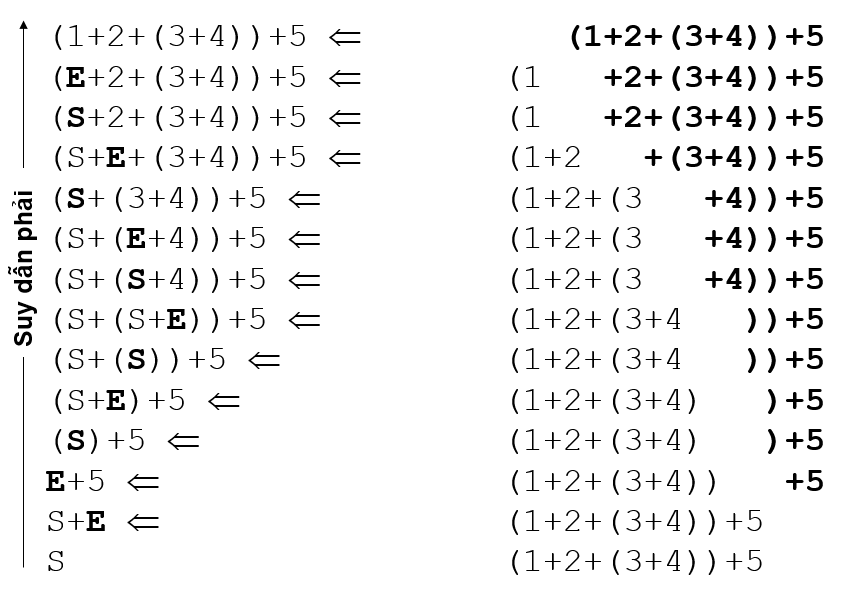 (1+2+(3+4))+5 ⇐ (1+2+(3+4))+5
(E+2+(3+4))+5 ⇐ (1 +2+(3+4))+5
(S+2+(3+4))+5 ⇐ (1 +2+(3+4))+5
(S+E+(3+4))+5 ⇐ (1+2 +(3+4))+5
(S+(3+4))+5 ⇐ (1+2+(3 +4))+5
(S+(E+4))+5 ⇐ (1+2+(3 +4))+5
(S+(S+4))+5 ⇐ (1+2+(3 +4))+5
(S+(S+E))+5 ⇐ (1+2+(3+4 ))+5
(S+(S))+5 ⇐ (1+2+(3+4 ))+5
(S+E)+5 ⇐ (1+2+(3+4) )+5
(S)+5 ⇐ (1+2+(3+4) )+5
E+5 ⇐ (1+2+(3+4)) +5
S+E ⇐ (1+2+(3+4))+5
S (1+2+(3+4))+5
Suy dẫn phải